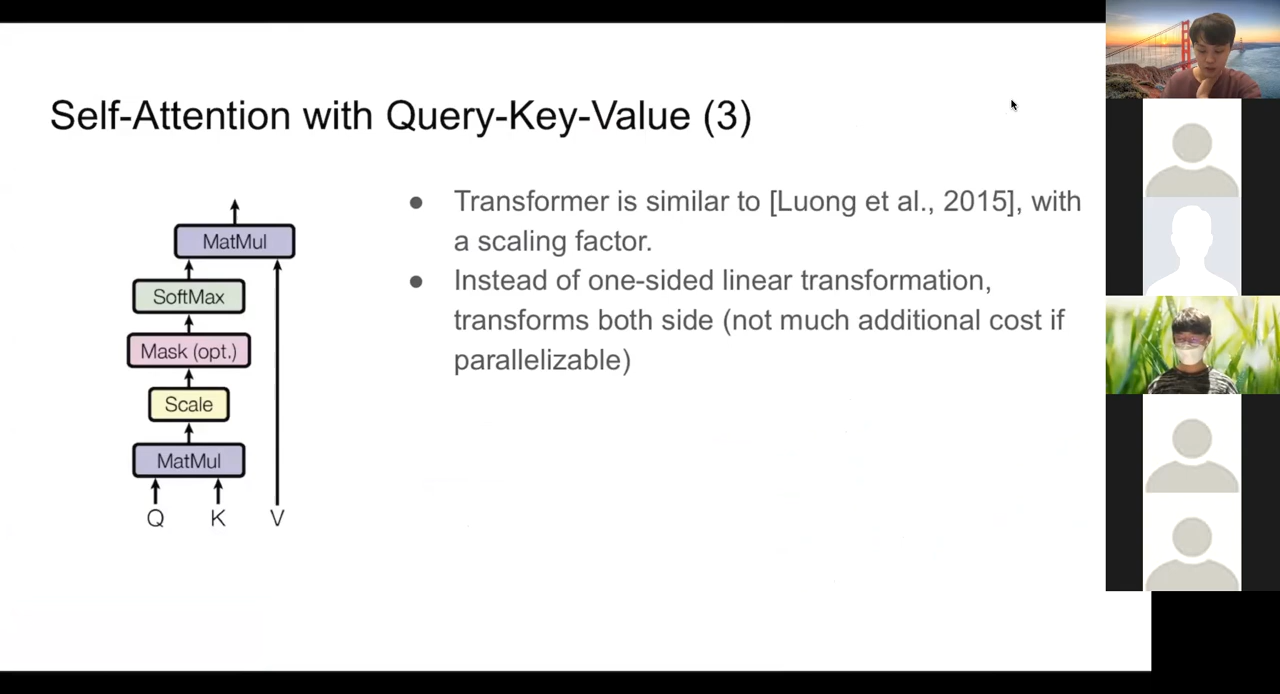 Self-Attention with Query-Key-Value (3)
MatMul
SoftMax
Mask (opt.)
Scale
MatMul
Q K V
● Transformer is similar to [Luong et al., 2015], with
a scaling factor.
● Instead of one-sided linear transformation,
transforms both side (not much additional cost if
parallelizable)